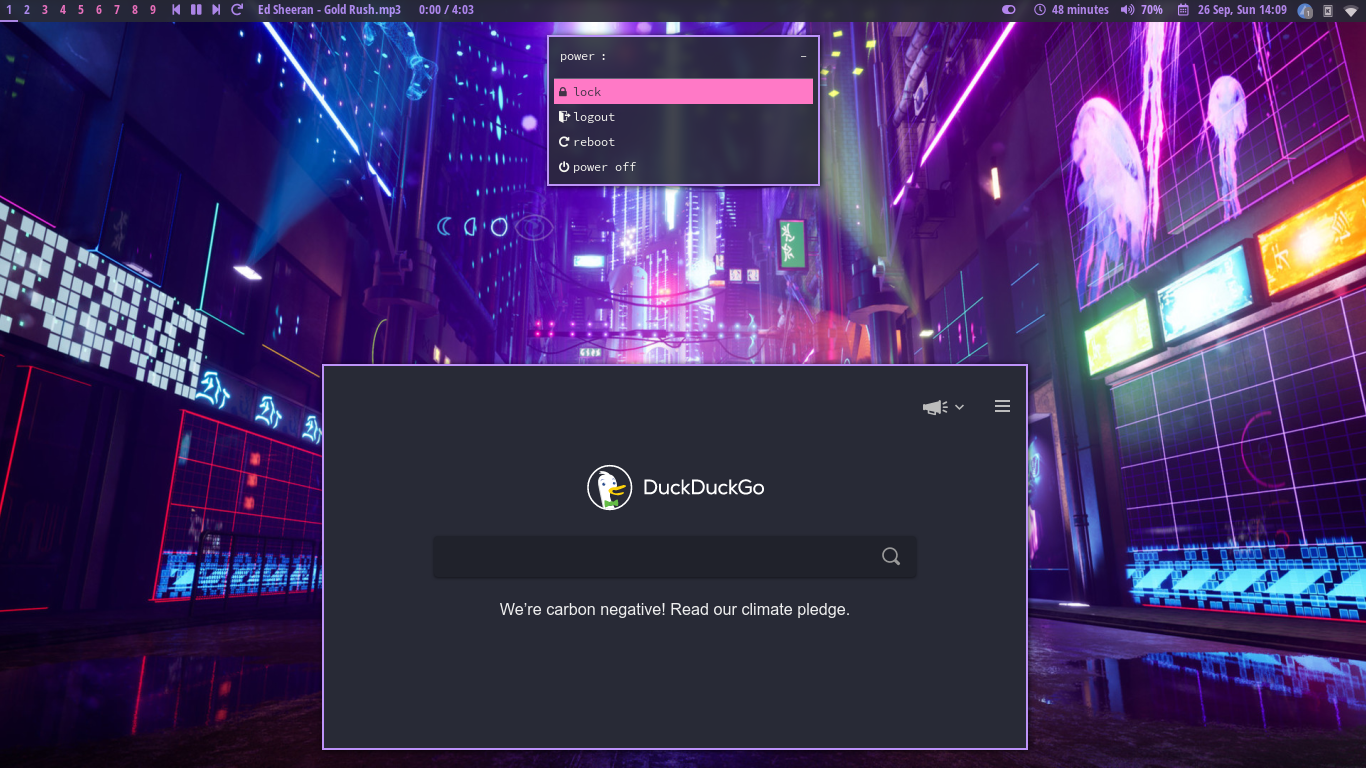 1 2 3 4 5 6 7 8 9 Ed Sheeran - Gold Rush.mp3 0:00 / 4:03 48 minutes 70% 26 Sep, Sun 14:09
power :
lock
logout
reboot
power off
DuckDuckGo
We’re carbon negative! Read our climate pledge.